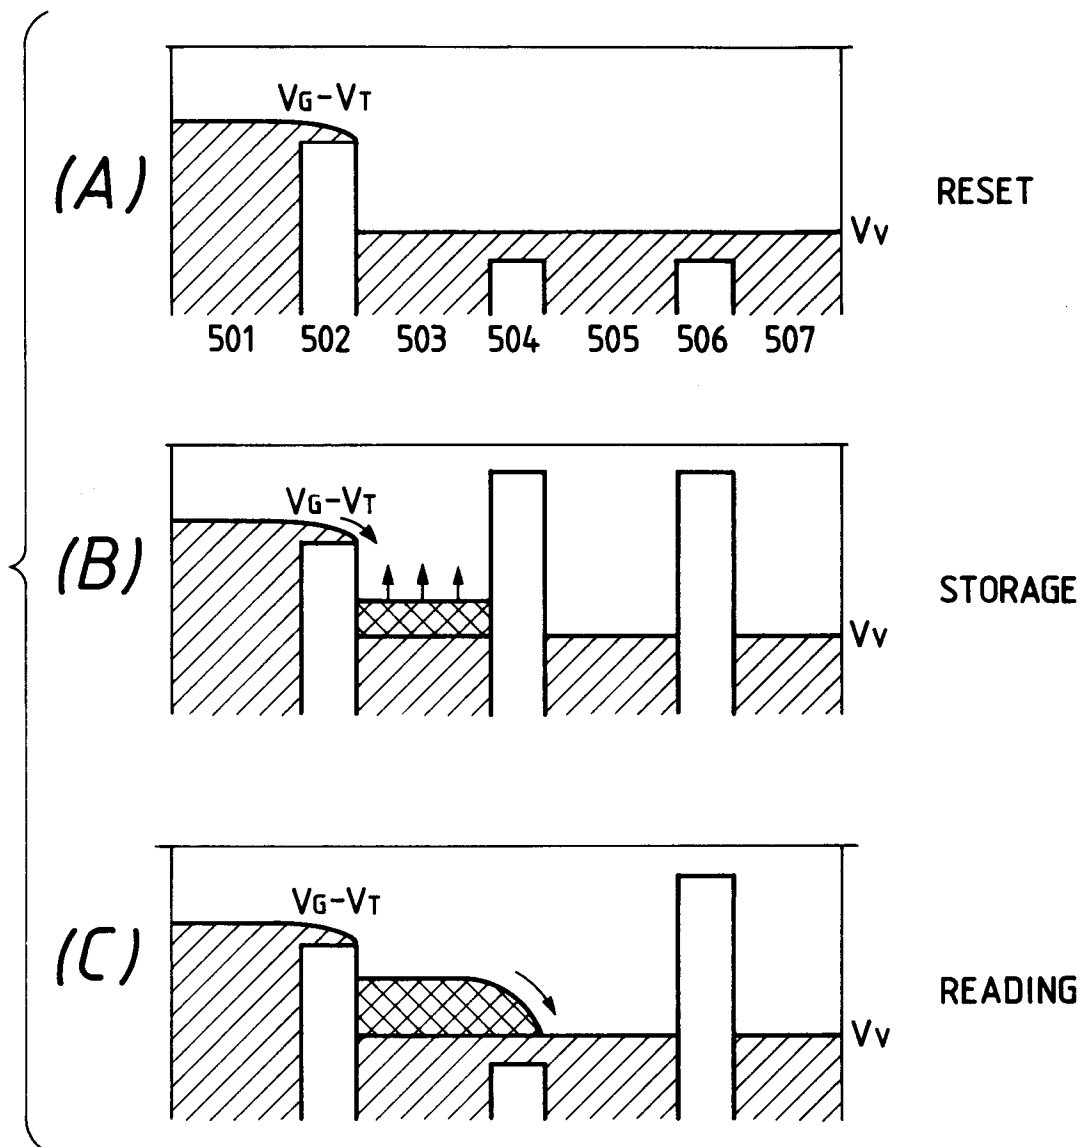 VG-VT
(A)
RESET
Vv
501 502 503 504 505 506 507
VG-VT
(B)
STORAGE
Vv
VG-VT
(C)
READING
Vv